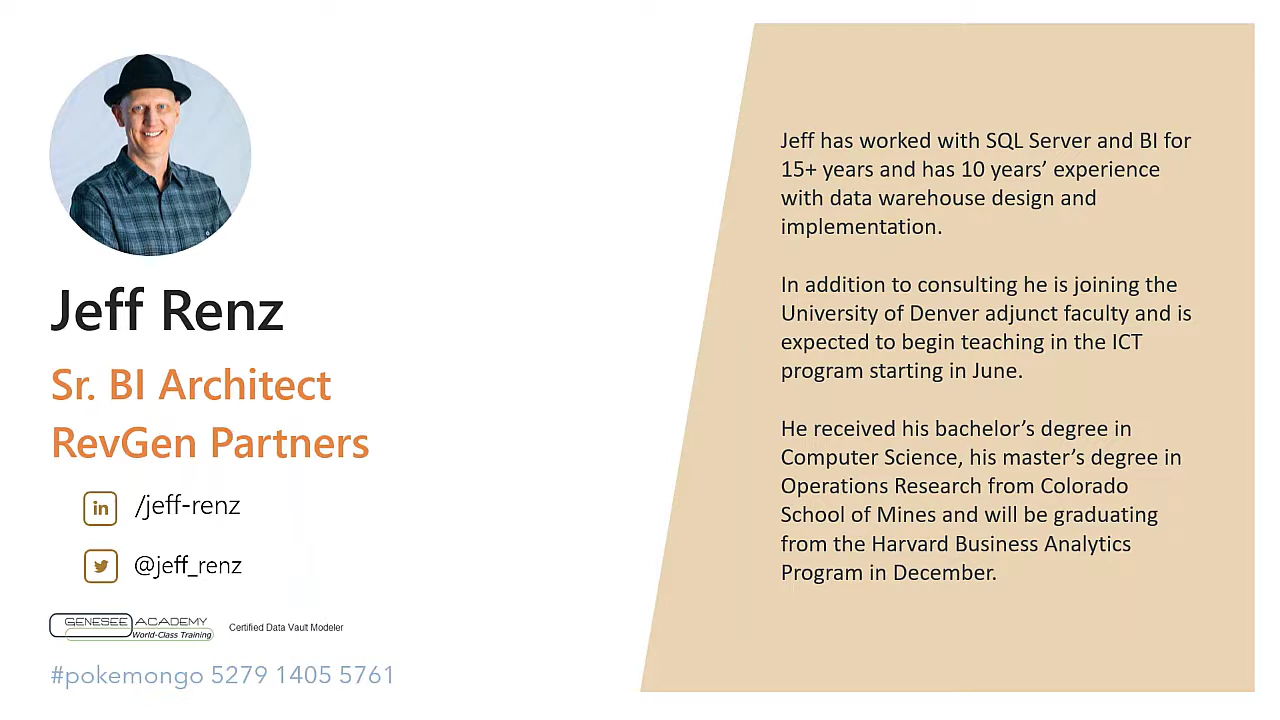 Jeff Renz
Sr. BI Architect
RevGen Partners
in /jeff-renz
@jeff_renz
GENESEE ACADEMY
World-Class Training
Certified Data Vault Modeler
#pokemongo 5279 1405 5761
Jeff has worked with SQL Server and BI for
15+ years and has 10 years’ experience
with data warehouse design and
implementation.
In addition to consulting he is joining the
University of Denver adjunct faculty and is
expected to begin teaching in the ICT
program starting in June.
He received his bachelor’s degree in
Computer Science, his master’s degree in
Operations Research from Colorado
School of Mines and will be graduating
from the Harvard Business Analytics
Program in December.